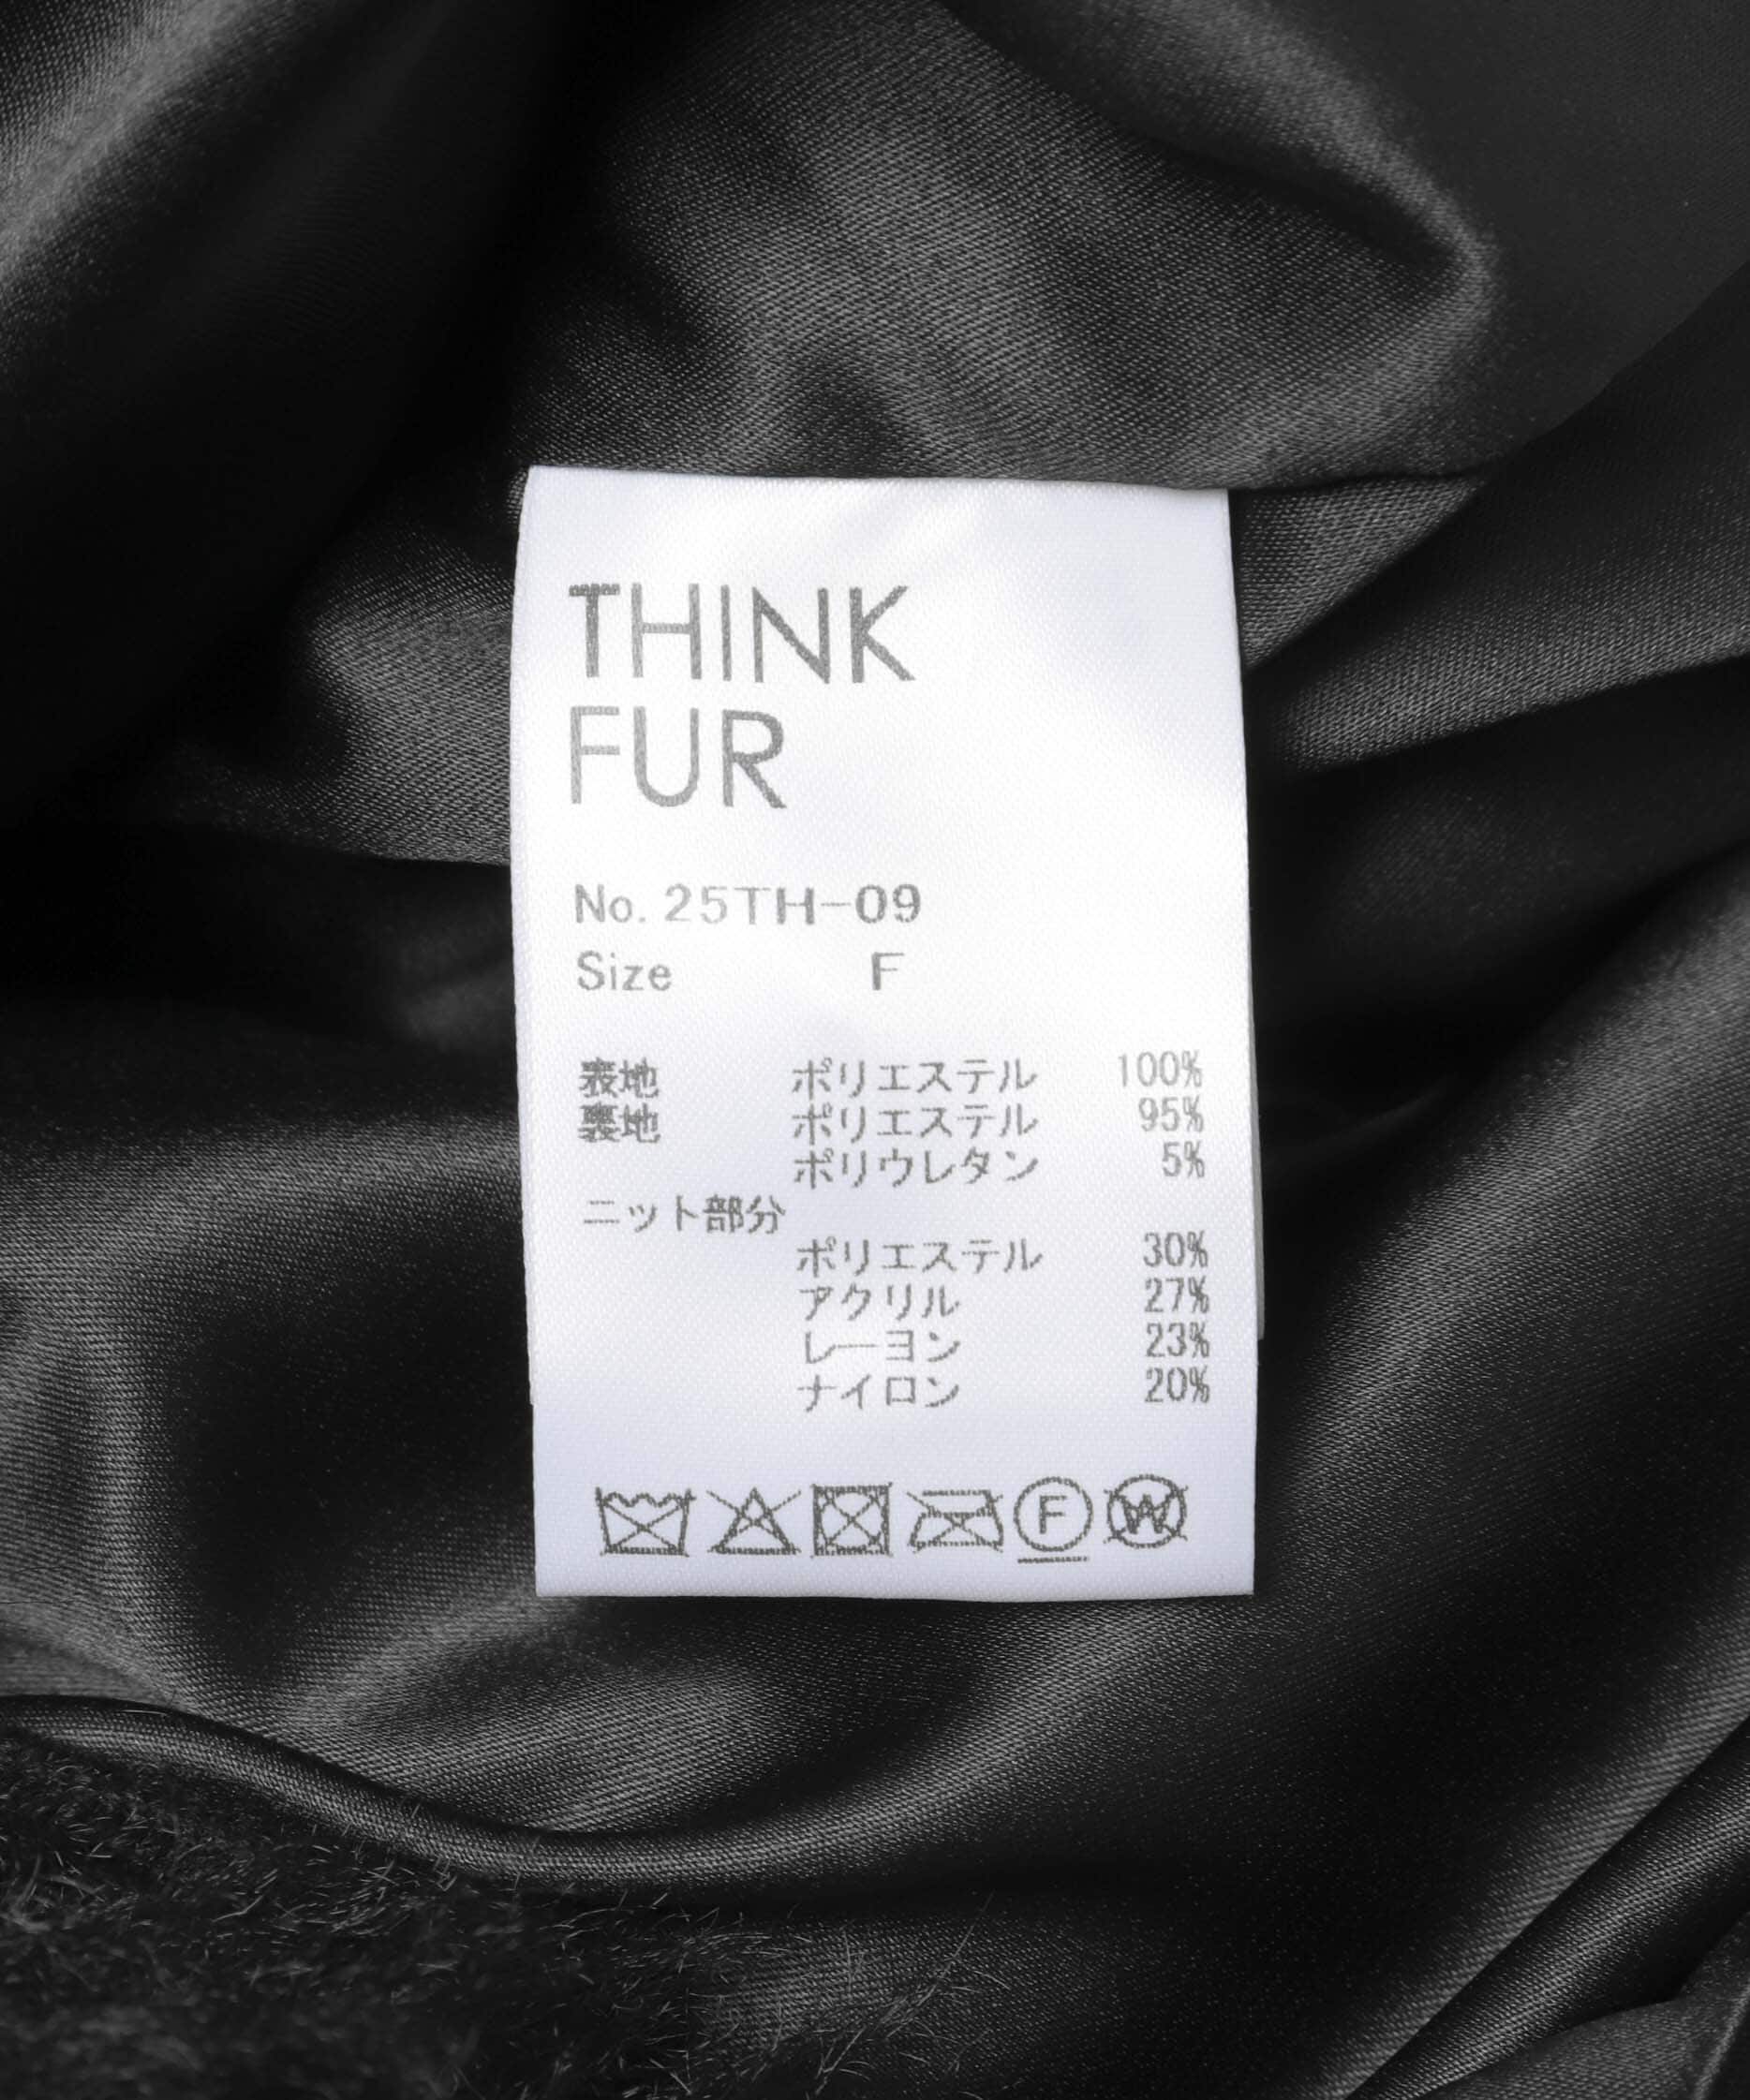 THINK
FUR
No. 25TH-09
Size F
表地 ポリエステル 100%
裏地 ポリエステル 95%
ポリウレタン 5%
ニット部分
ポリエステル 30%
アクリル 27%
レーヨン 23%
ナイロン 20%
F W